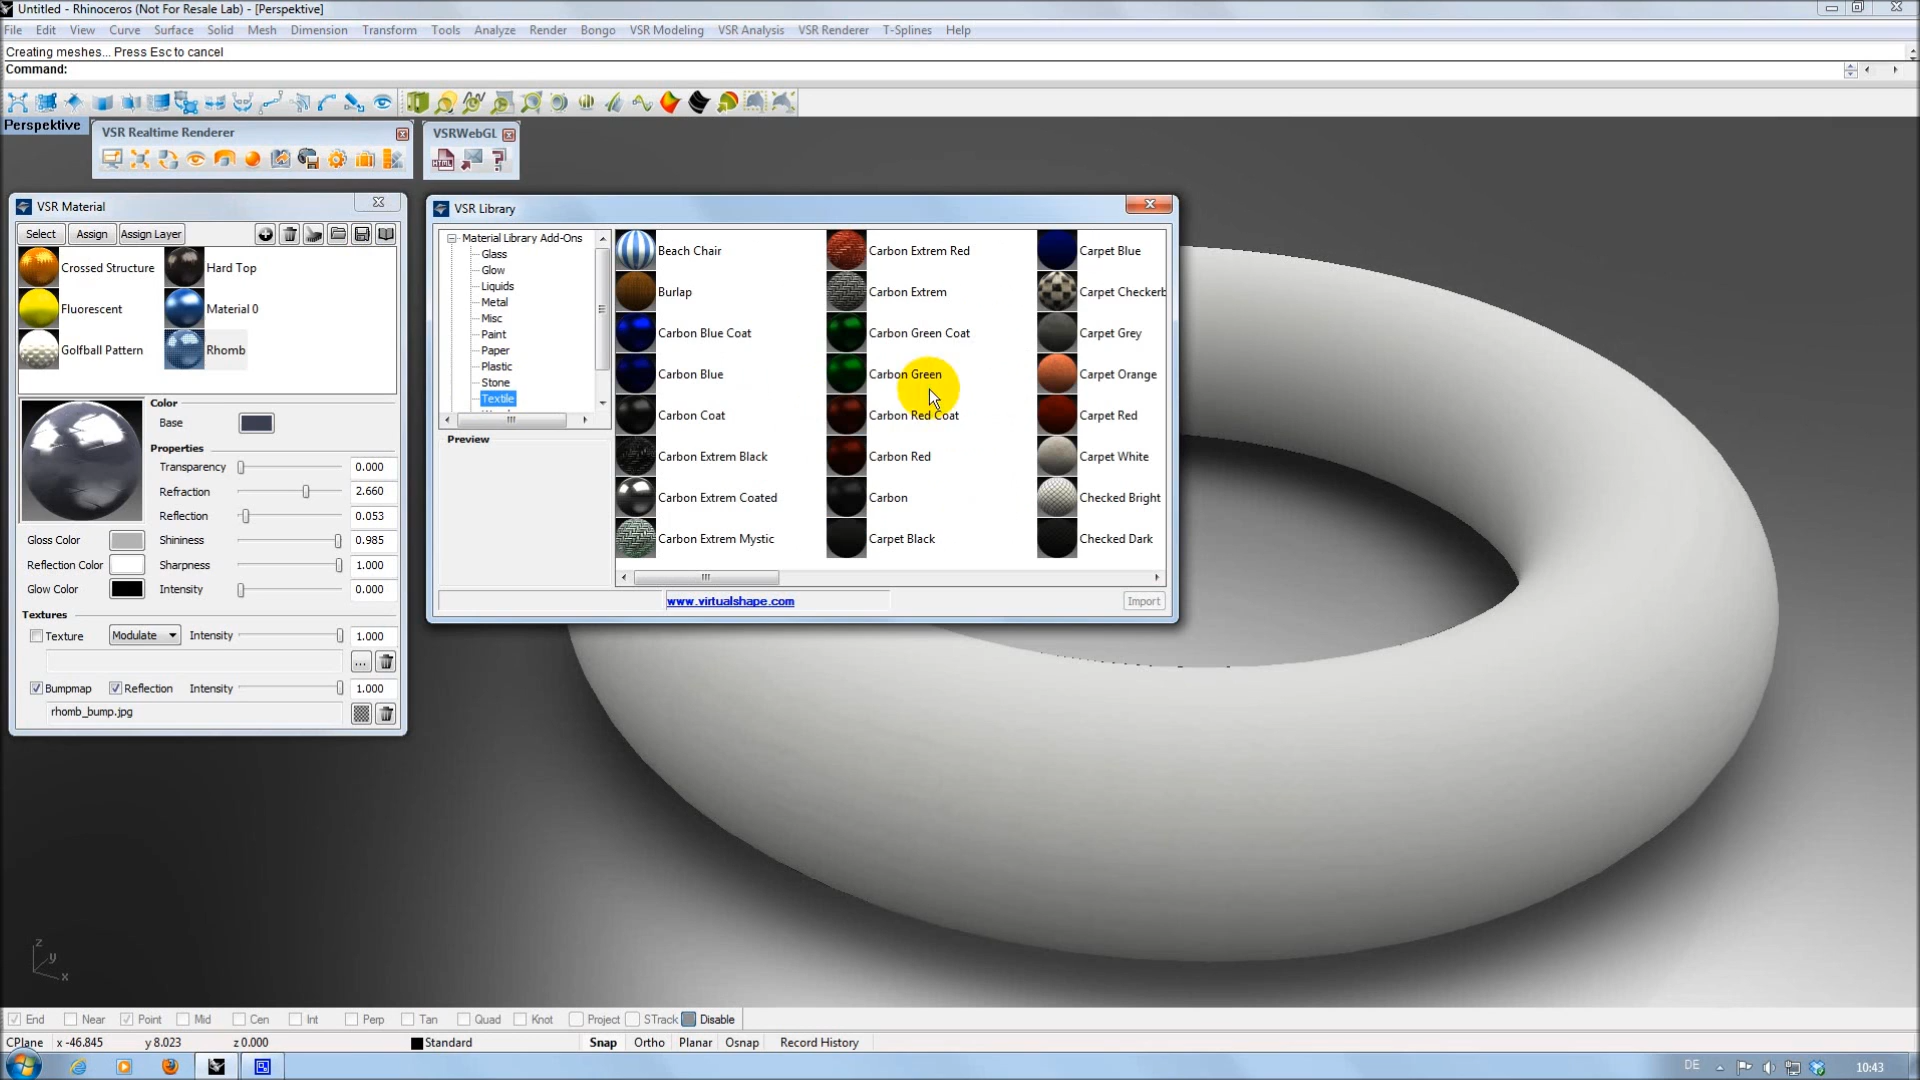 Untitled - Rhinoceros (Not For Resale Lab) - [Perspektive]
File Edit View Curve Surface Solid Mesh Dimension Transform Tools Analyze Render Bongo VSR Modeling VSR Analysis VSR Renderer T-Splines Help
Creating meshes... Press Esc to cancel
Command:
Perspektive
VSR Realtime Renderer
VSRWebGL
HTML
VSR Material
Select Assign Assign Layer
Crossed Structure Hard Top
Fluorescent Material 0
Golfball Pattern Rhomb
Color
Base
Properties
Transparency 0.000
Refraction 2.660
Reflection 0.053
Gloss Color Shininess 0.985
Reflection Color Sharpness 1.000
Glow Color Intensity 0.000
Textures
Texture Modulate Intensity 1.000
...
Bumpmap Reflection Intensity 1.000
rhomb_bump.jpg
VSR Library
Material Library Add-Ons
Glass
Glow
Liquids
Metal
Misc
Paint
Paper
Plastic
Stone
Textile
Preview
Beach Chair Carbon Extrem Red Carpet Blue
Burlap Carbon Extrem Carpet Checkerb
Carbon Blue Coat Carbon Green Coat Carpet Grey
Carbon Blue Carbon Green Carpet Orange
Carbon Coat Carbon Red Coat Carpet Red
Carbon Extrem Black Carbon Red Carpet White
Carbon Extrem Coated Carbon Checked Bright
Carbon Extrem Mystic Carpet Black Checked Dark
www.virtualshape.com Import
z
y
x
End Near Point Mid Cen Int Perp Tan Quad Knot Project STrack Disable
CPlane x -46.845 y 8.023 z 0.000 Standard Snap Ortho Planar Osnap Record History
DE 10:43